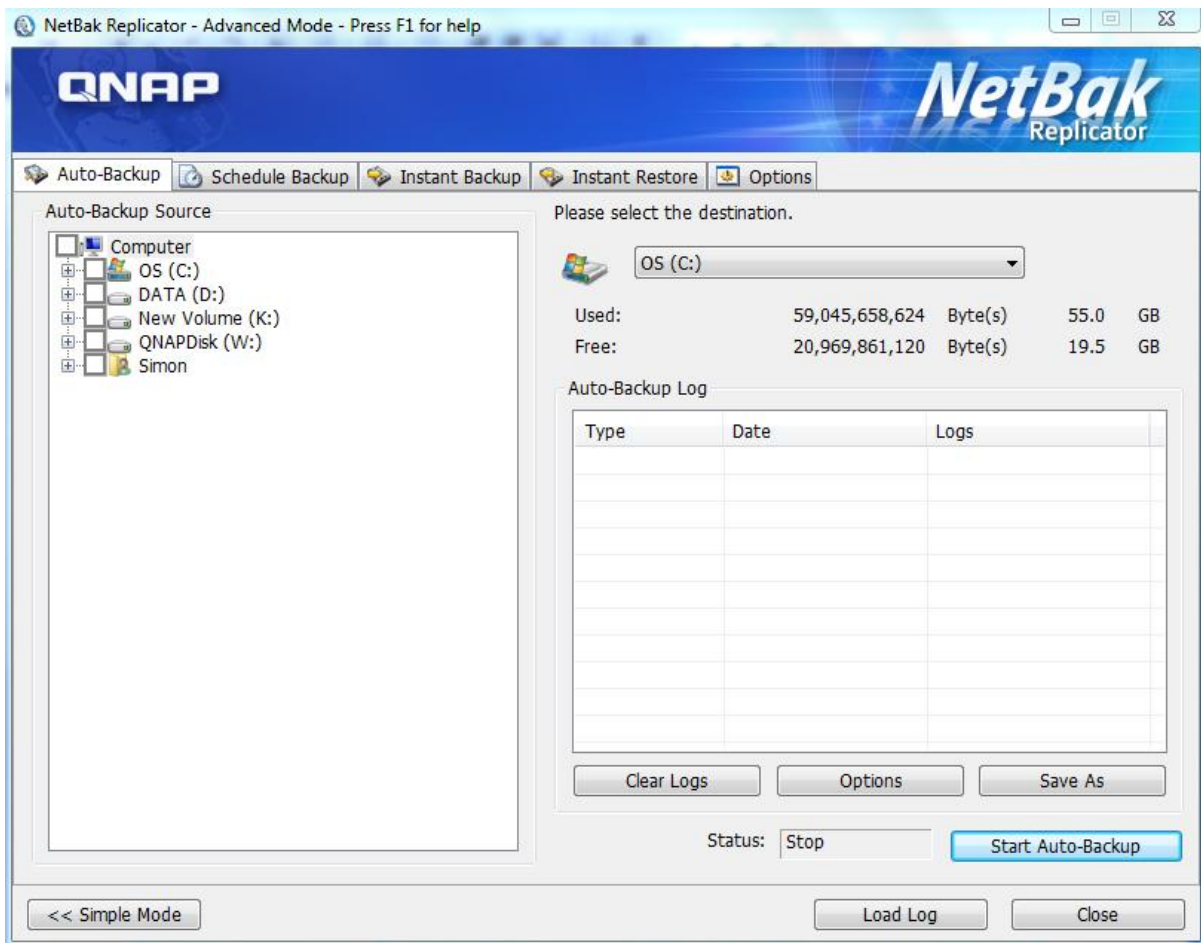 NetBak Replicator - Advanced Mode - Press F1 for help
QNAP
NetBak
Replicator
Auto-Backup
Schedule Backup
Instant Backup
Instant Restore
Options
Auto-Backup Source
Computer
OS (C:)
DATA (D:)
New Volume (K:)
QNAPDisk (W:)
Simon
Please select the destination.
OS (C:)
Used: 59,045,658,624 Byte(s) 55.0 GB
Free: 20,969,861,120 Byte(s) 19.5 GB
Auto-Backup Log
Type Date Logs
Clear Logs
Options
Save As
Status: Stop
Start Auto-Backup
<< Simple Mode
Load Log
Close